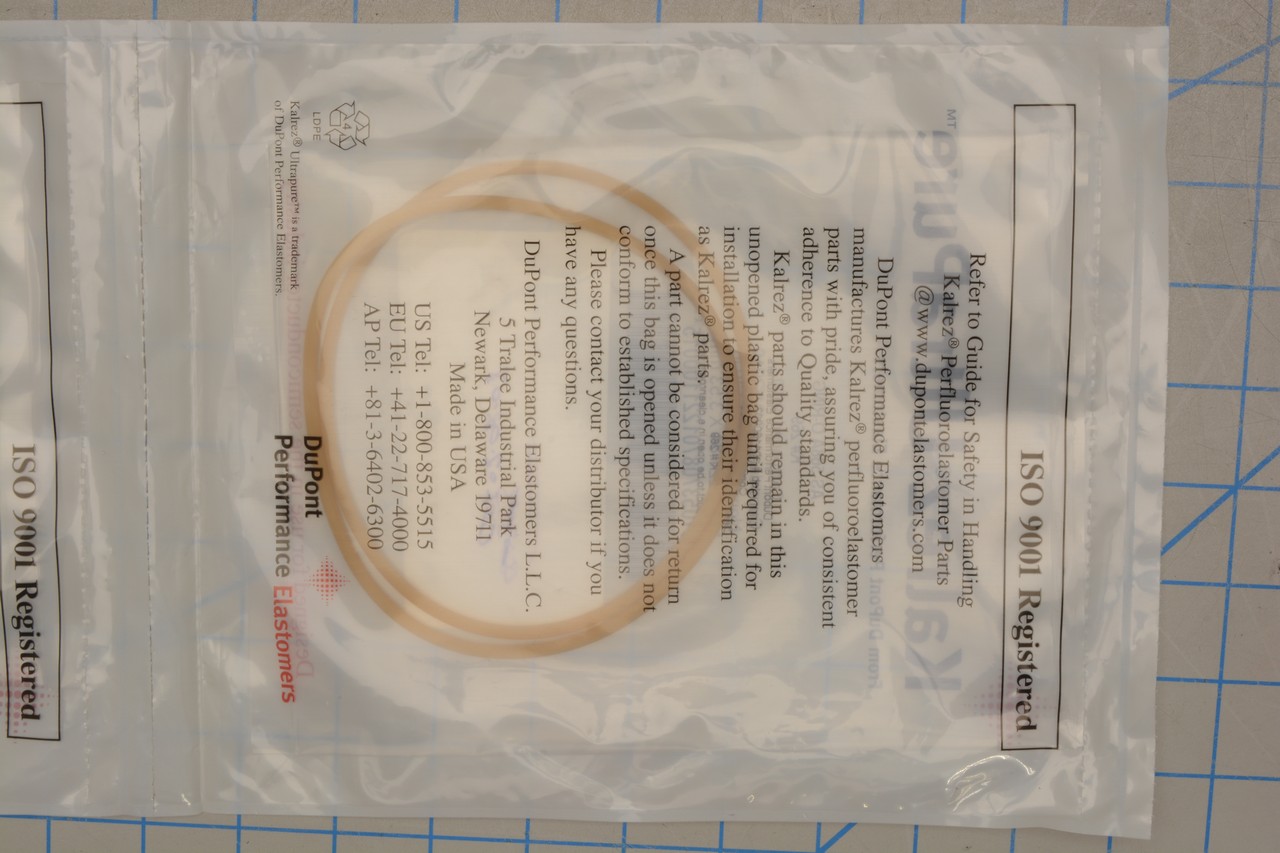 ISO 9001 Registered
Refer to Guide for Safety in Handling
Kalrez® Perfluoroelastomer Parts
@www.dupontelastomers.com
DuPont Performance Elastomers
manufactures Kalrez® perfluoroelastomer
parts with pride, assuring you of consistent
adherence to Quality standards.
Kalrez® parts should remain in this
unopened plastic bag until required for
installation to ensure their identification
as Kalrez® parts.
A part cannot be considered for return
once this bag is opened unless it does not
conform to established specifications.
Please contact your distributor if you
have any questions.
DuPont Performance Elastomers L.L.C.
5 Tralee Industrial Park
Newark, Delaware 19711
Made in USA
US Tel: +1-800-853-5515
EU Tel: +41-22-717-4000
AP Tel: +81-3-6402-6300
4
LDPE
Kalrez® Ultrapure™ is a trademark
of DuPont Performance Elastomers.
DuPont
Performance Elastomers
ISO 9001 Registered